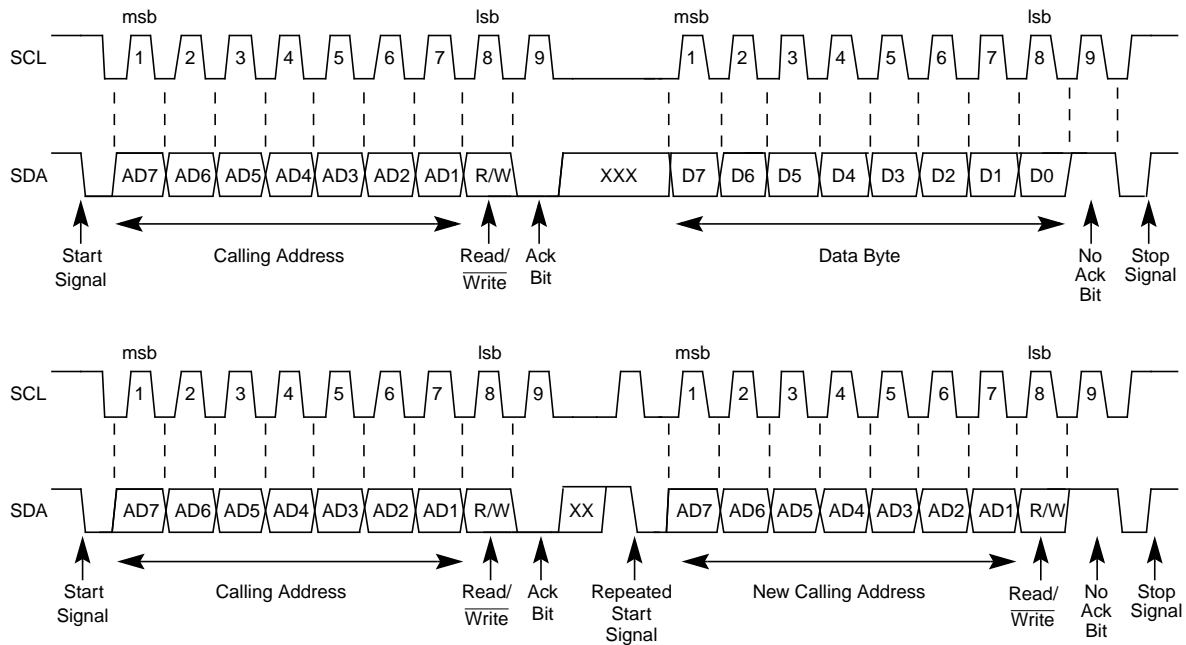 msb lsb msb lsb
SCL 1 2 3 4 5 6 7 8 9 1 2 3 4 5 6 7 8 9
SDA AD7 AD6 AD5 AD4 AD3 AD2 AD1 R/W XXX D7 D6 D5 D4 D3 D2 D1 D0
Start Signal
Calling Address
Read/ Write
Ack Bit
Data Byte
No Ack Bit
Stop Signal
msb lsb msb lsb
SCL 1 2 3 4 5 6 7 8 9 1 2 3 4 5 6 7 8 9
SDA AD7 AD6 AD5 AD4 AD3 AD2 AD1 R/W XX AD7 AD6 AD5 AD4 AD3 AD2 AD1 R/W
Start Signal
Calling Address
Read/ Write
Ack Bit
Repeated Start Signal
New Calling Address
Read/ Write
No Ack Bit
Stop Signal